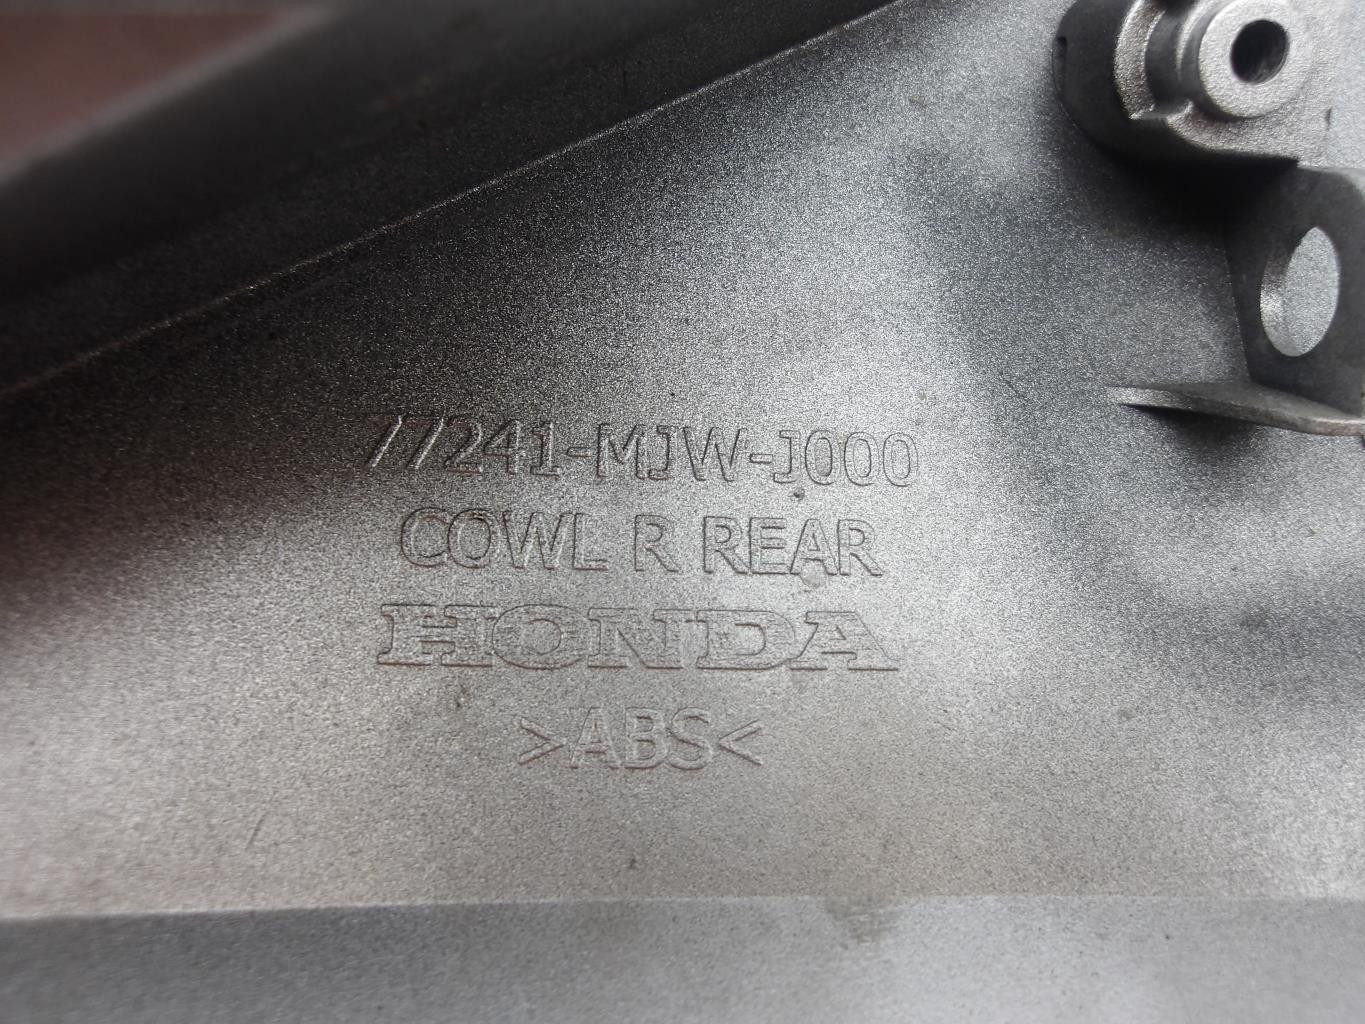 77241-MJW-J000
COWL R REAR
HONDA
>ABS<